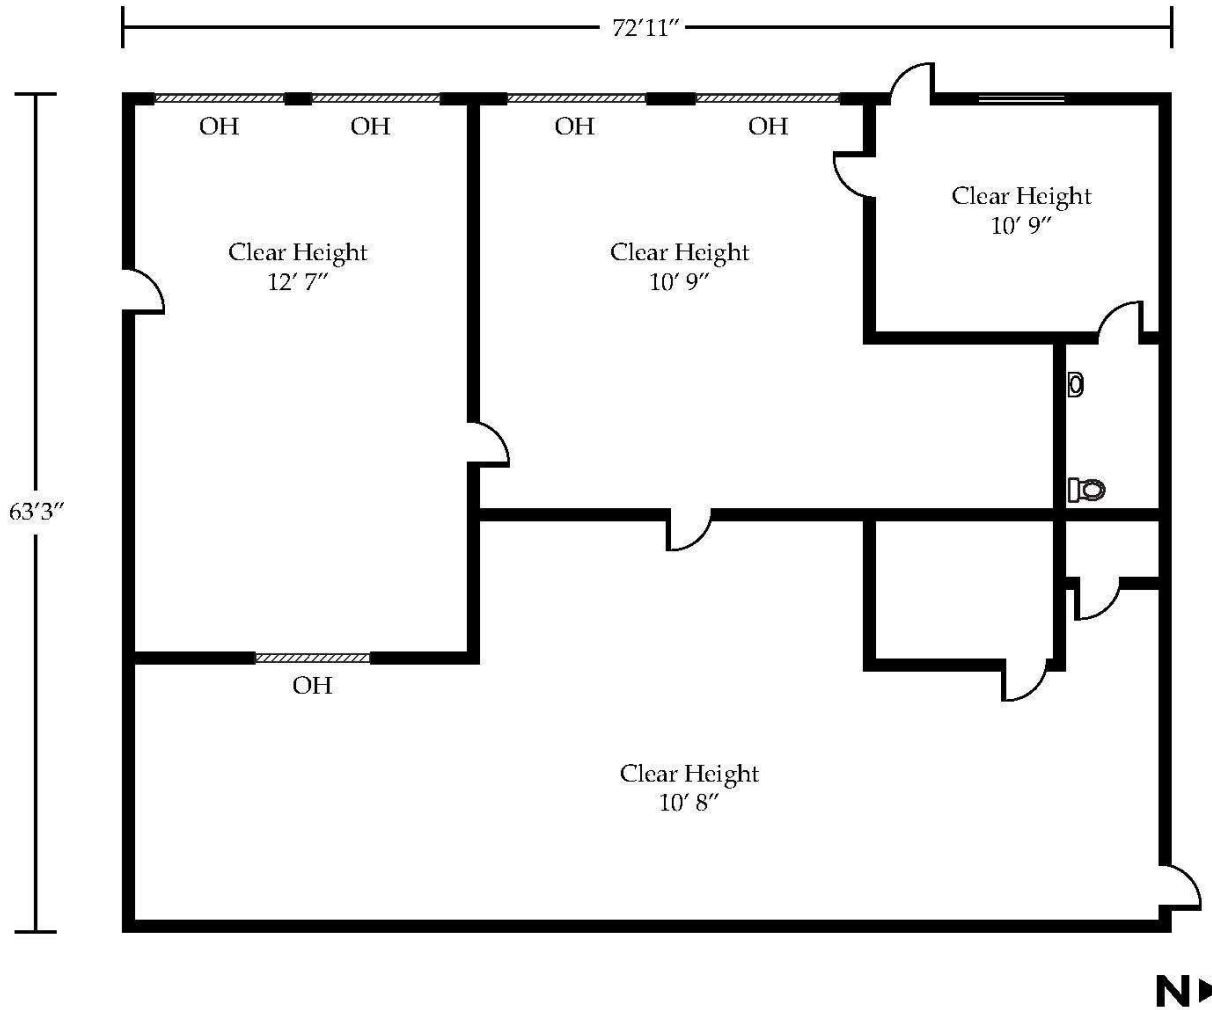 72′11″
OH
OH
OH
OH
Clear Height
10′ 9″
Clear Height
12′ 7″
Clear Height
10′ 9″
63′3″
OH
Clear Height
10′ 8″
N